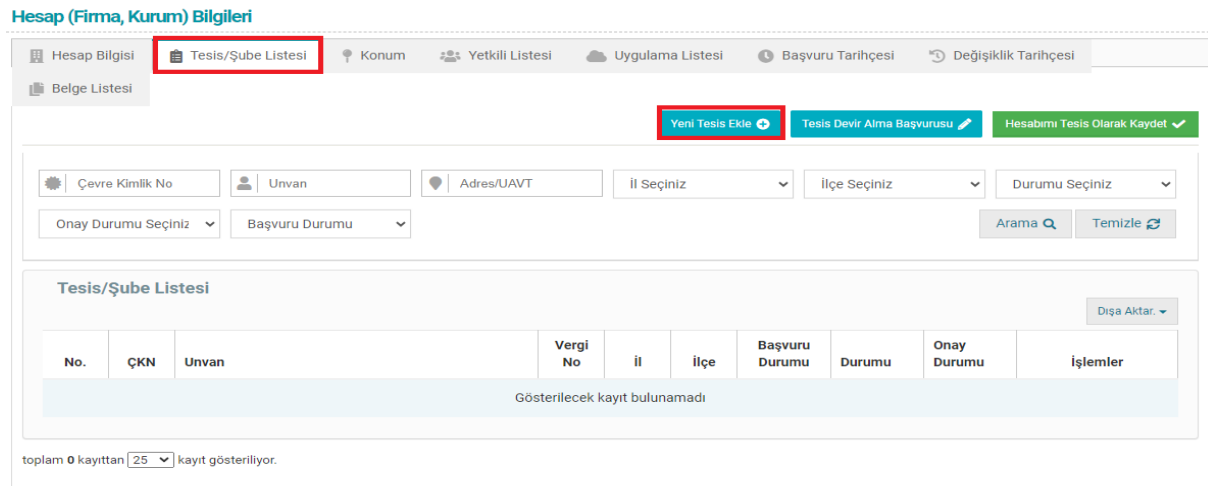 Hesap (Firma, Kurum) Bilgileri
Hesap Bilgisi Tesis/Şube Listesi Konum Yetkili Listesi Uygulama Listesi Başvuru Tarihçesi Değişiklik Tarihçesi
Belge Listesi
Yeni Tesis Ekle Tesis Devir Alma Başvurusu Hesabımı Tesis Olarak Kaydet
Çevre Kimlik No Unvan Adres/UAVT İl Seçiniz İlçe Seçiniz Durumu Seçiniz
Onay Durumu Seçiniz Başvuru Durumu Arama Temizle
Tesis/Şube Listesi
Dışa Aktar.
No. ÇKN Unvan Vergi No İl İlçe Başvuru Durumu Durumu Onay Durumu İşlemler
Gösterilecek kayıt bulunamadı
toplam 0 kayıttan 25 kayıt gösteriliyor.